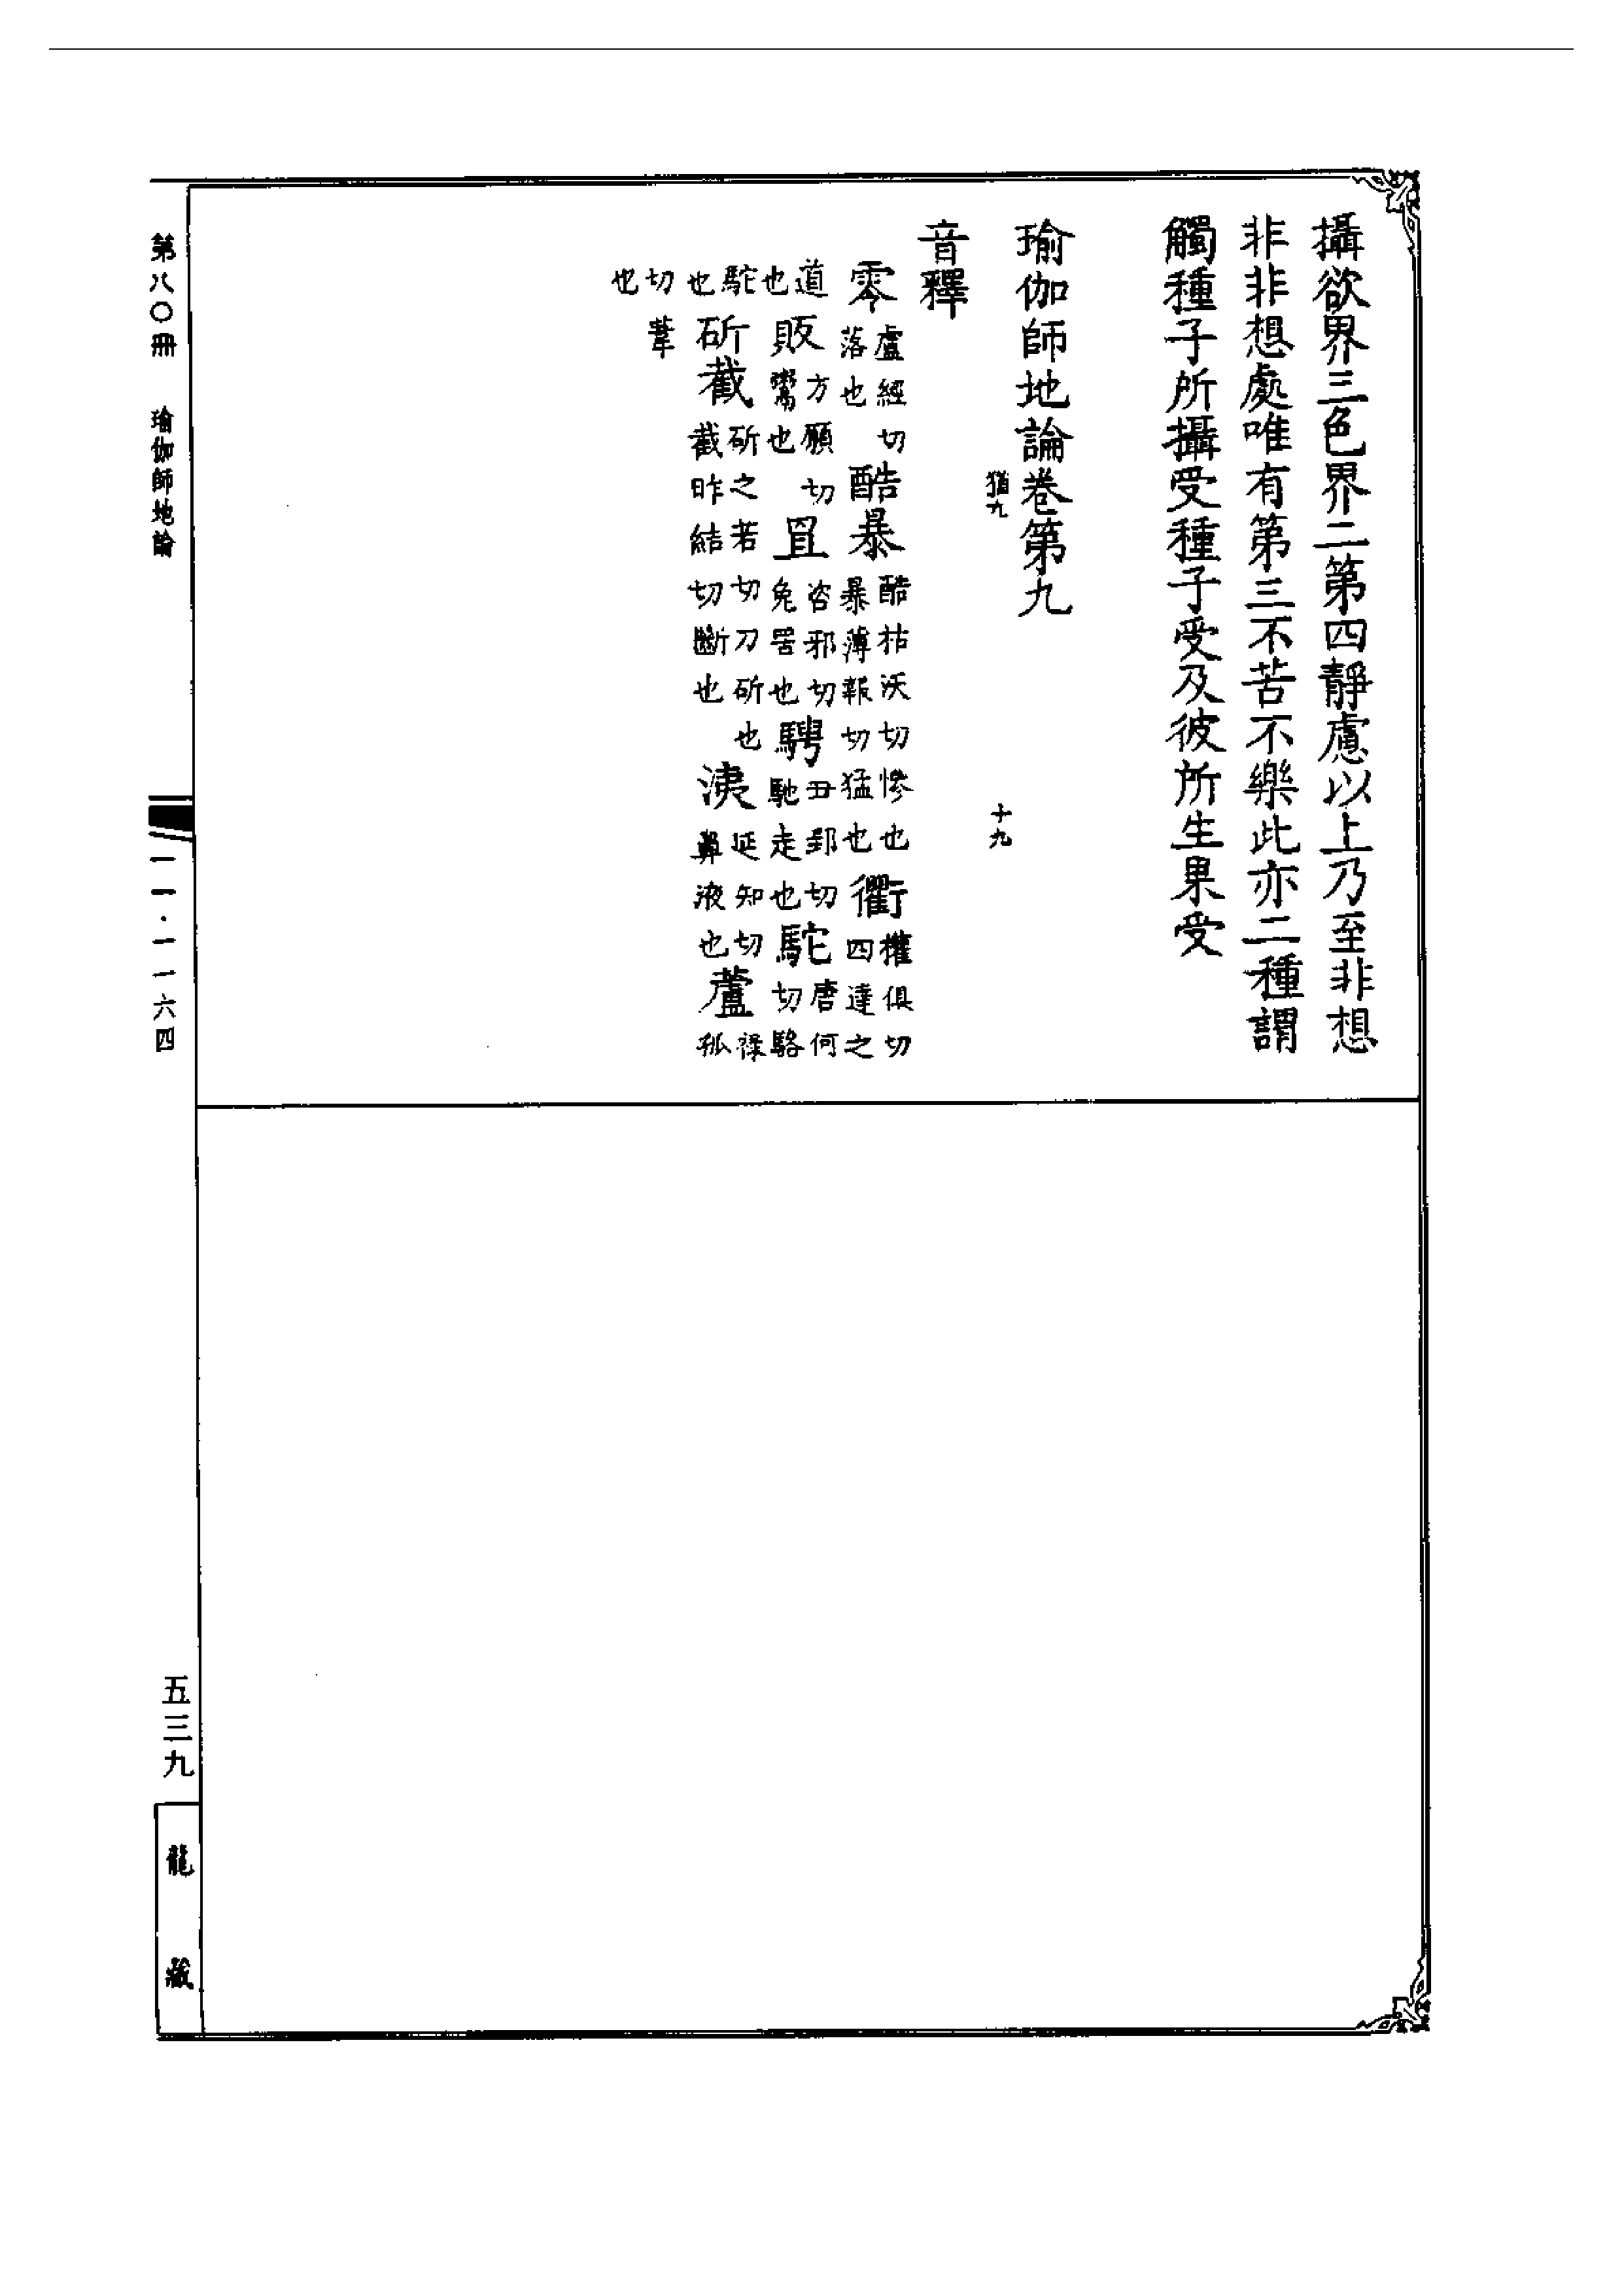 攝欲界三色界二第四靜慮以上乃至非想
非非想處唯有第三不苦不樂此亦二種謂
觸種子所攝受種子受及彼所生果受
瑜伽師地論卷第九
猶九 十九
音釋
零盧經切落也 酷暴酷枯沃切慘也暴薄報切猛也 衢權俱切四達之
道也 販方願切鬻也 罝咨邪切兔罟也 騁丑郢切馳走也 駝唐何切駱
駝也 斫截斫之若切刀斫也截昨結切斷也 洟延知切鼻液也 蘆祿孤
切葦也
第八〇冊 瑜伽師地論
一一·一一六四
五三九
龍藏